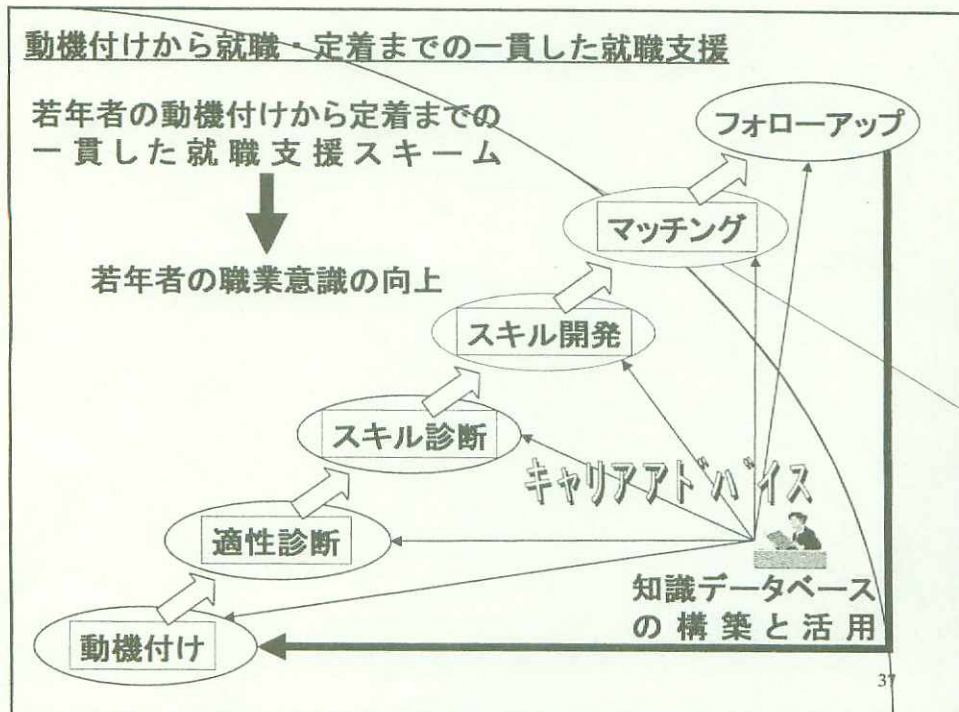 動機付けから就職・定着までの一貫した就職支援
若年者の動機付けから定着までの
一貫した就職支援スキーム
若年者の職業意識の向上
フォローアップ
マッチング
スキル開発
スキル診断
適性診断
動機付け
キャリアアドバイス
知識データベース
の構築と活用
37